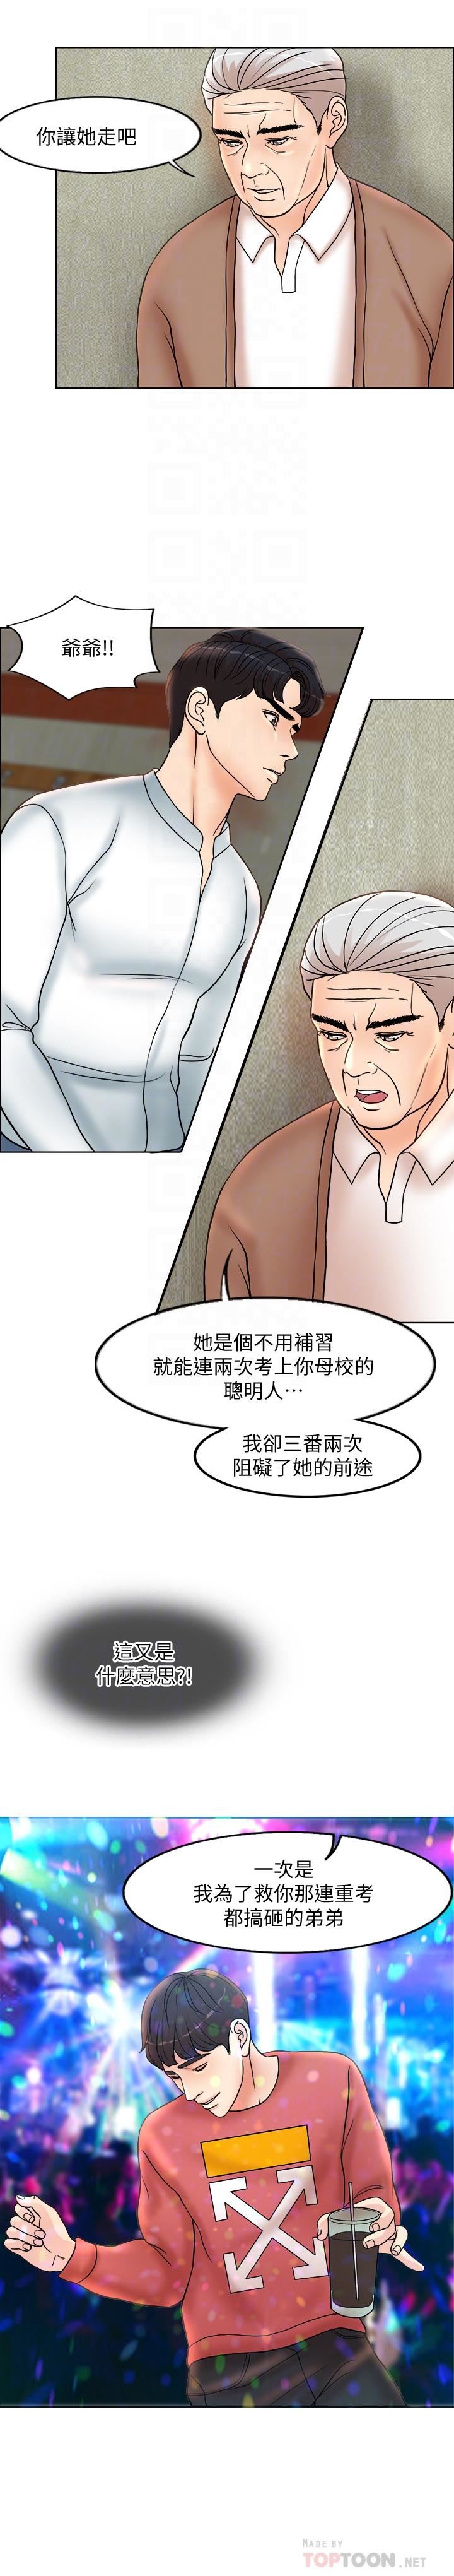 你讓她走吧
爺爺!!
她是個不用補習
就能連兩次考上你母校的
聰明人…
我卻三番兩次
阻礙了她的前途
這又是
什麼意思?!
一次是
我為了救你那連重考
都搞砸的弟弟
MADE BY
TOPTOON.NET